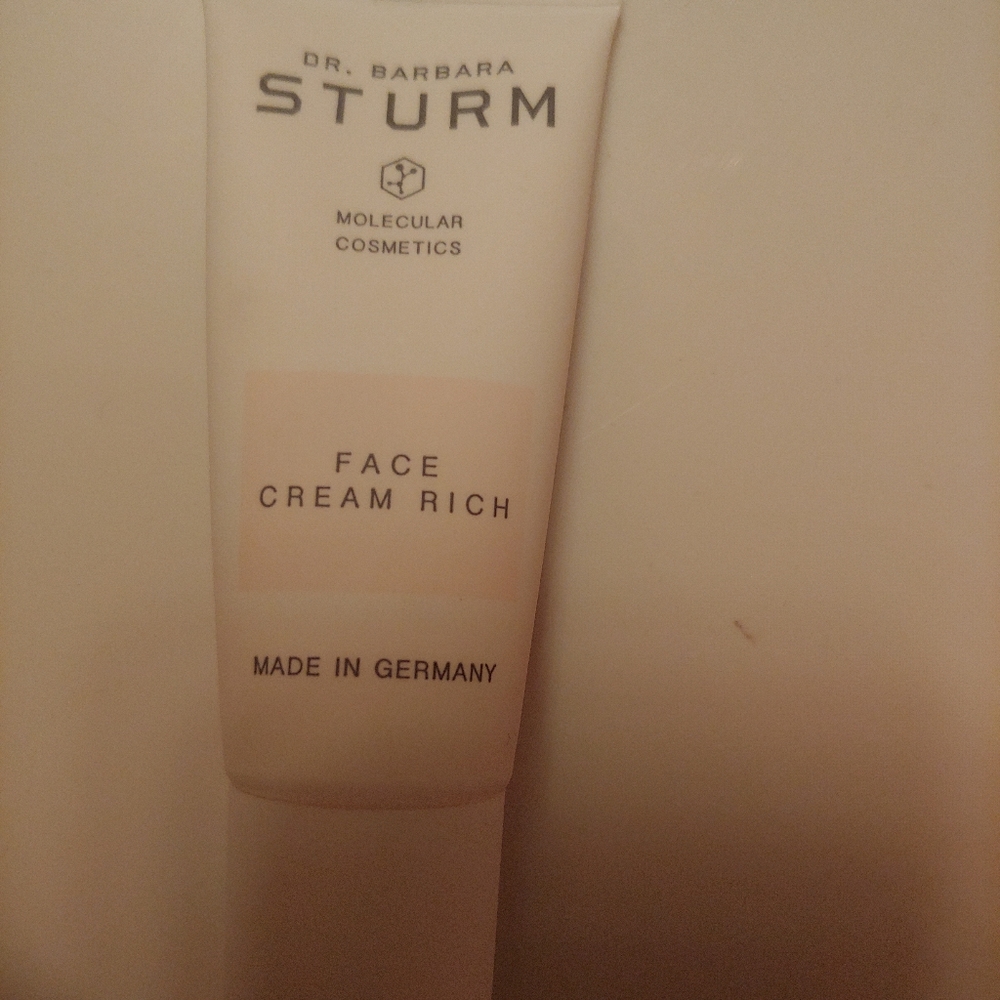 DR. BARBARA
STURM
MOLECULAR
COSMETICS
FACE
CREAM RICH
MADE IN GERMANY